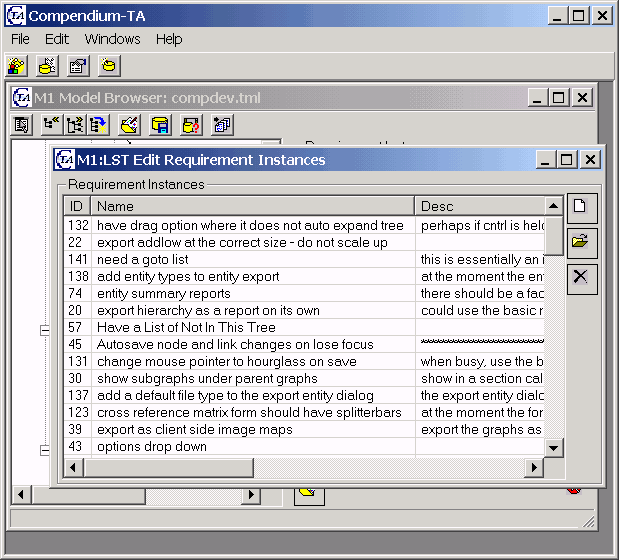 TA Compendium-TA
File Edit Windows Help
TA M1 Model Browser: compdev.tml
TA M1:LST Edit Requirement Instances
Requirement Instances
ID Name Desc
132 have drag option where it does not auto expand tree perhaps if cntrl is held
22 export addlow at the correct size - do not scale up
141 need a goto list this is essentially an i
138 add entity types to entity export at the moment the ent
74 entity summary reports there should be a fac
20 export hierarchy as a report on its own could use the basic r
57 Have a List of Not In This Tree
45 Autosave node and link changes on lose focus ************************
131 change mouse pointer to hourglass on save when busy, use the b
30 show subgraphs under parent graphs show in a section cal
137 add a default file type to the export entity dialog the export entity dialo
123 cross reference matrix form should have splitterbars at the moment the for
39 export as client side image maps export the graphs as
43 options drop down